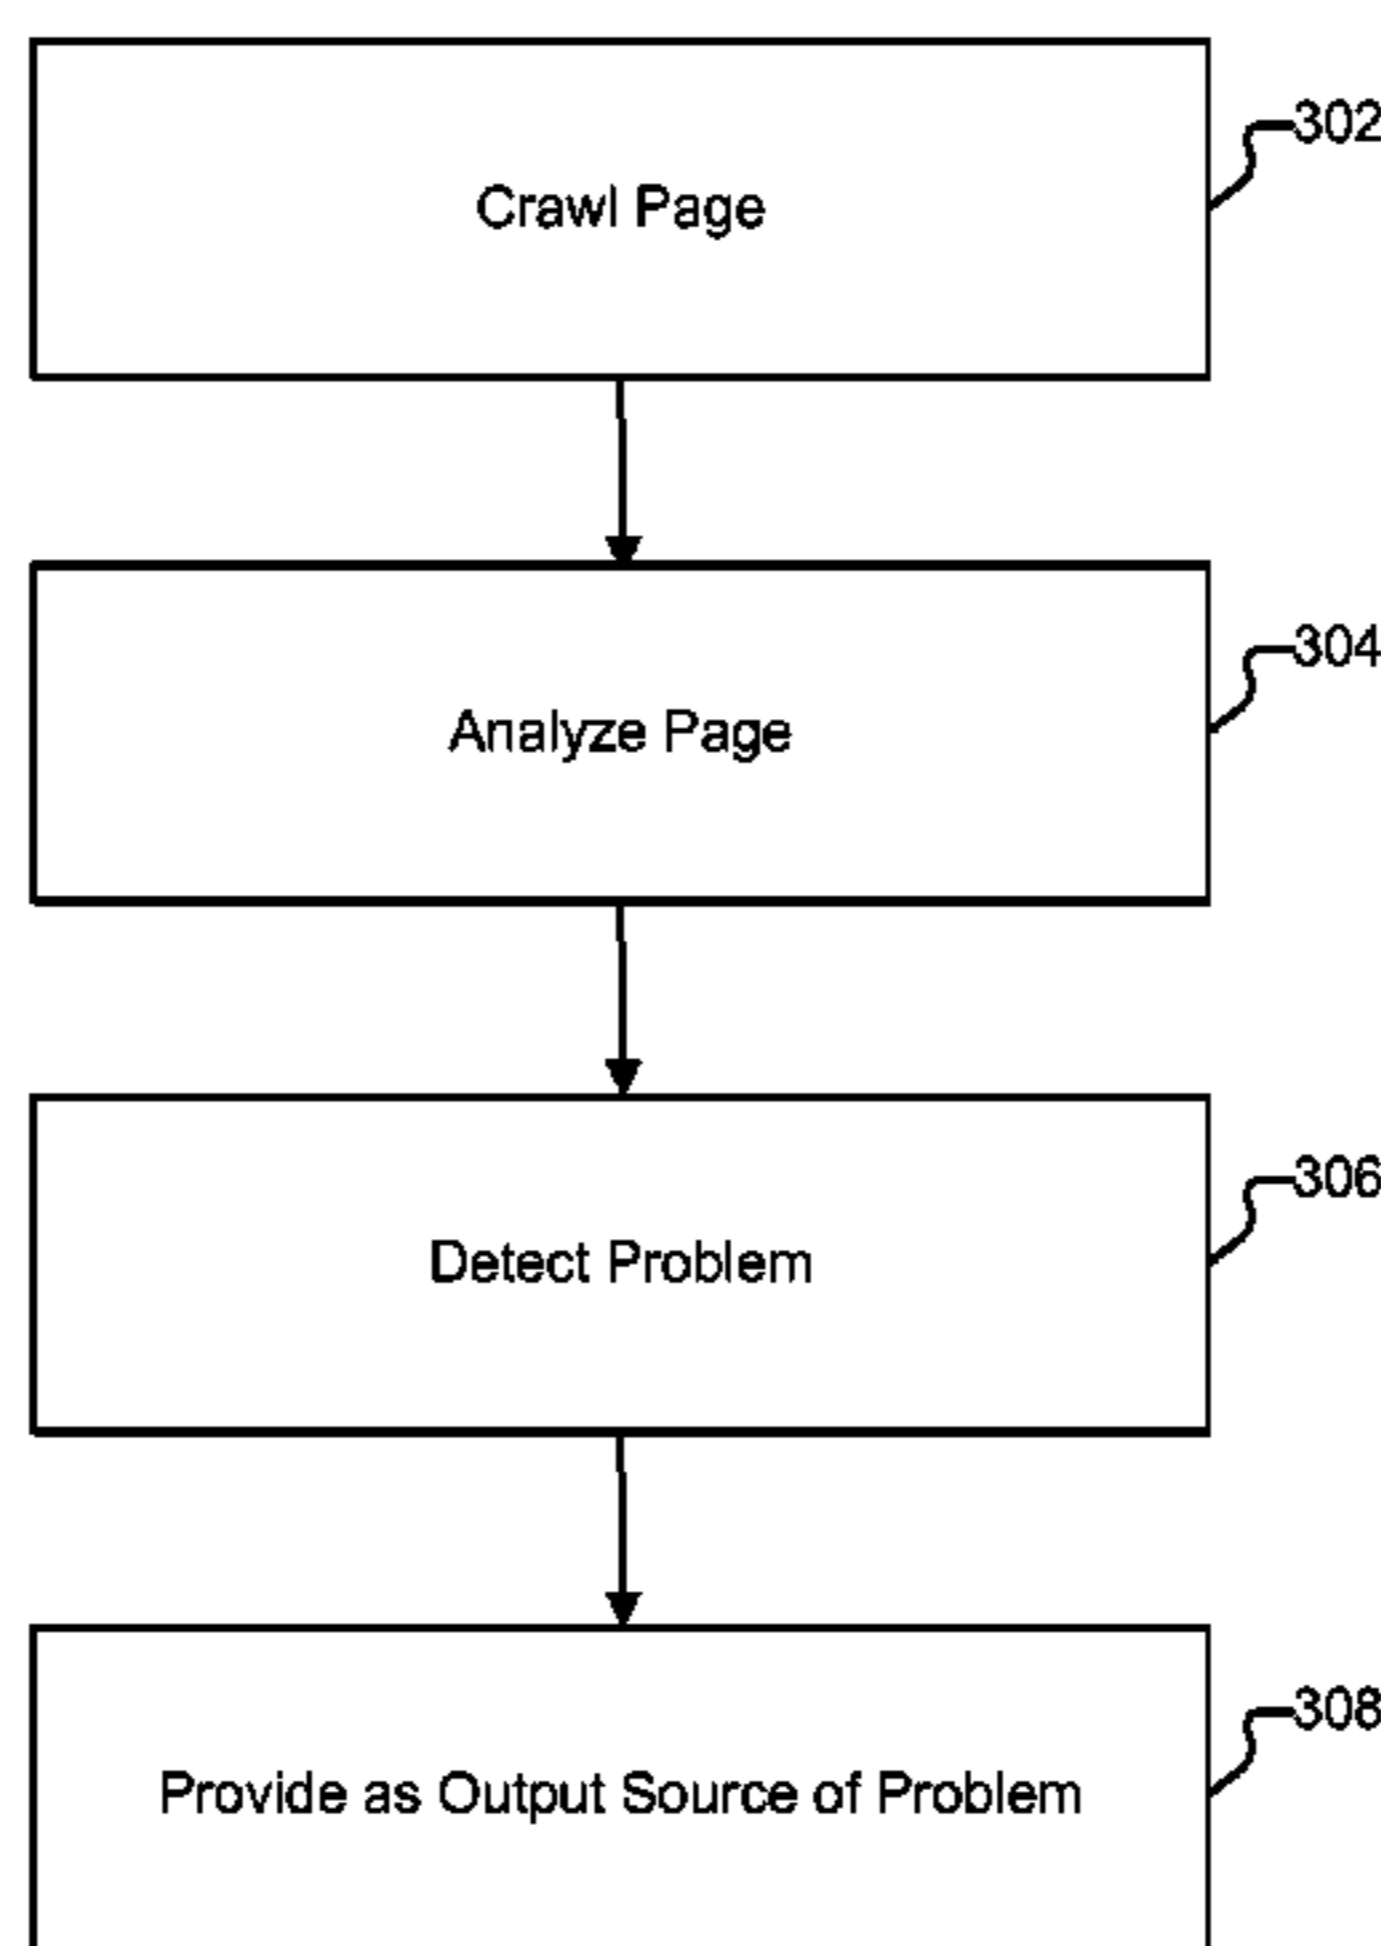 Crawl Page
302
Analyze Page
304
Detect Problem
306
Provide as Output Source of Problem
308